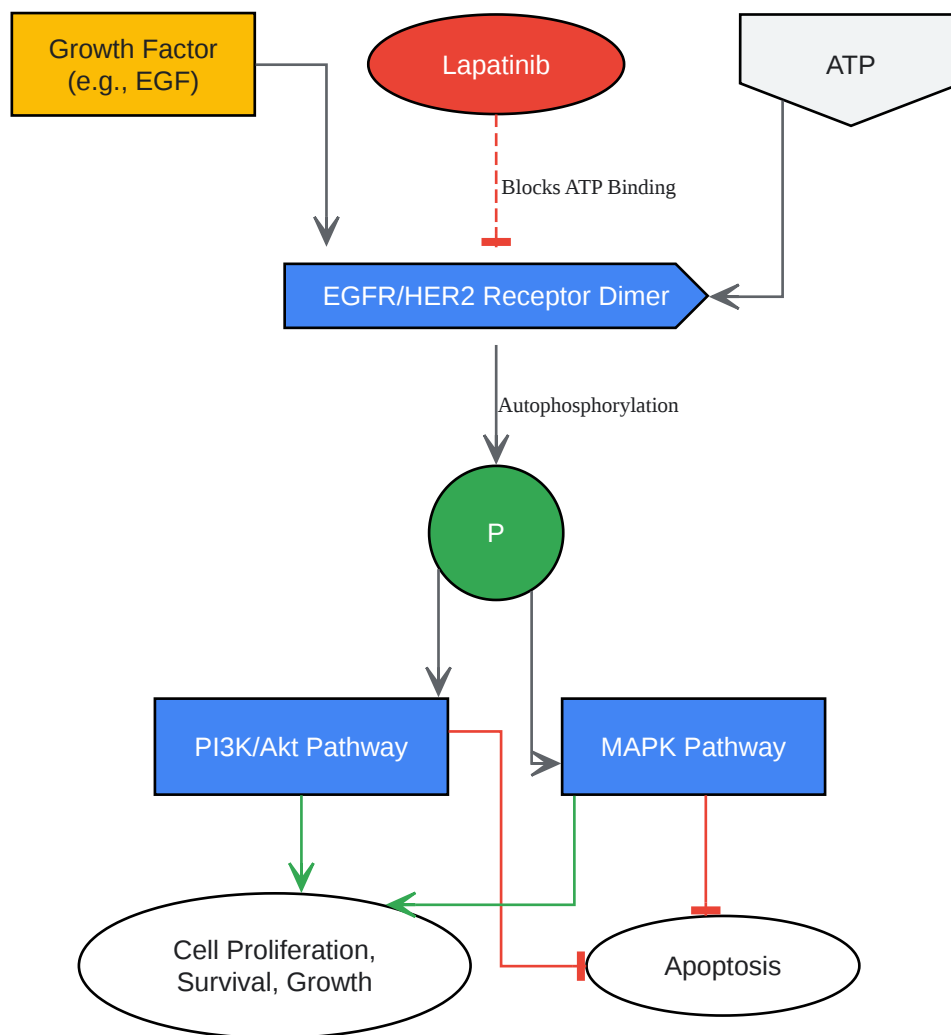 Growth Factor
(e.g., EGF)
Lapatinib
ATP
Blocks ATP Binding
EGFR/HER2 Receptor Dimer
Autophosphorylation
P
PI3K/Akt Pathway
MAPK Pathway
Cell Proliferation,
Survival, Growth
Apoptosis